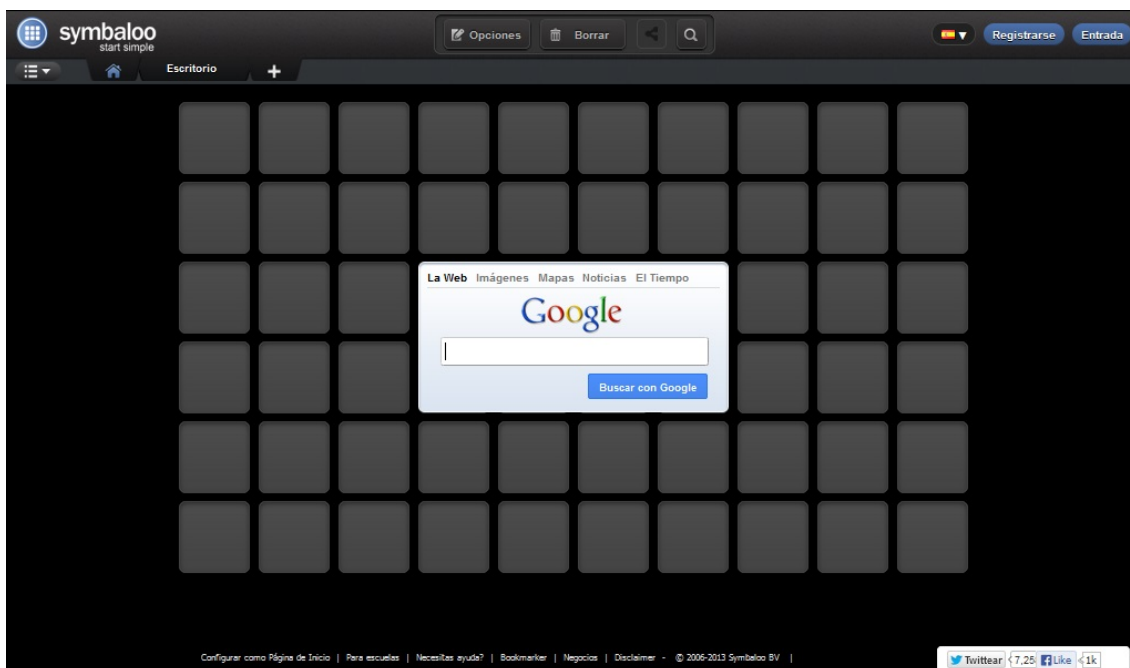 symbaloo
start simple
Opciones Borrar
Registrarse Entrada
Escritorio +
La Web Imágenes Mapas Noticias El Tiempo
Google
Buscar con Google
Configurar como Página de Inicio | Para escuelas | Necesitas ayuda? | Bookmarker | Negocios | Disclaimer - © 2006-2013 Symbaloo BV |
Twittear 7,25 Like 1k